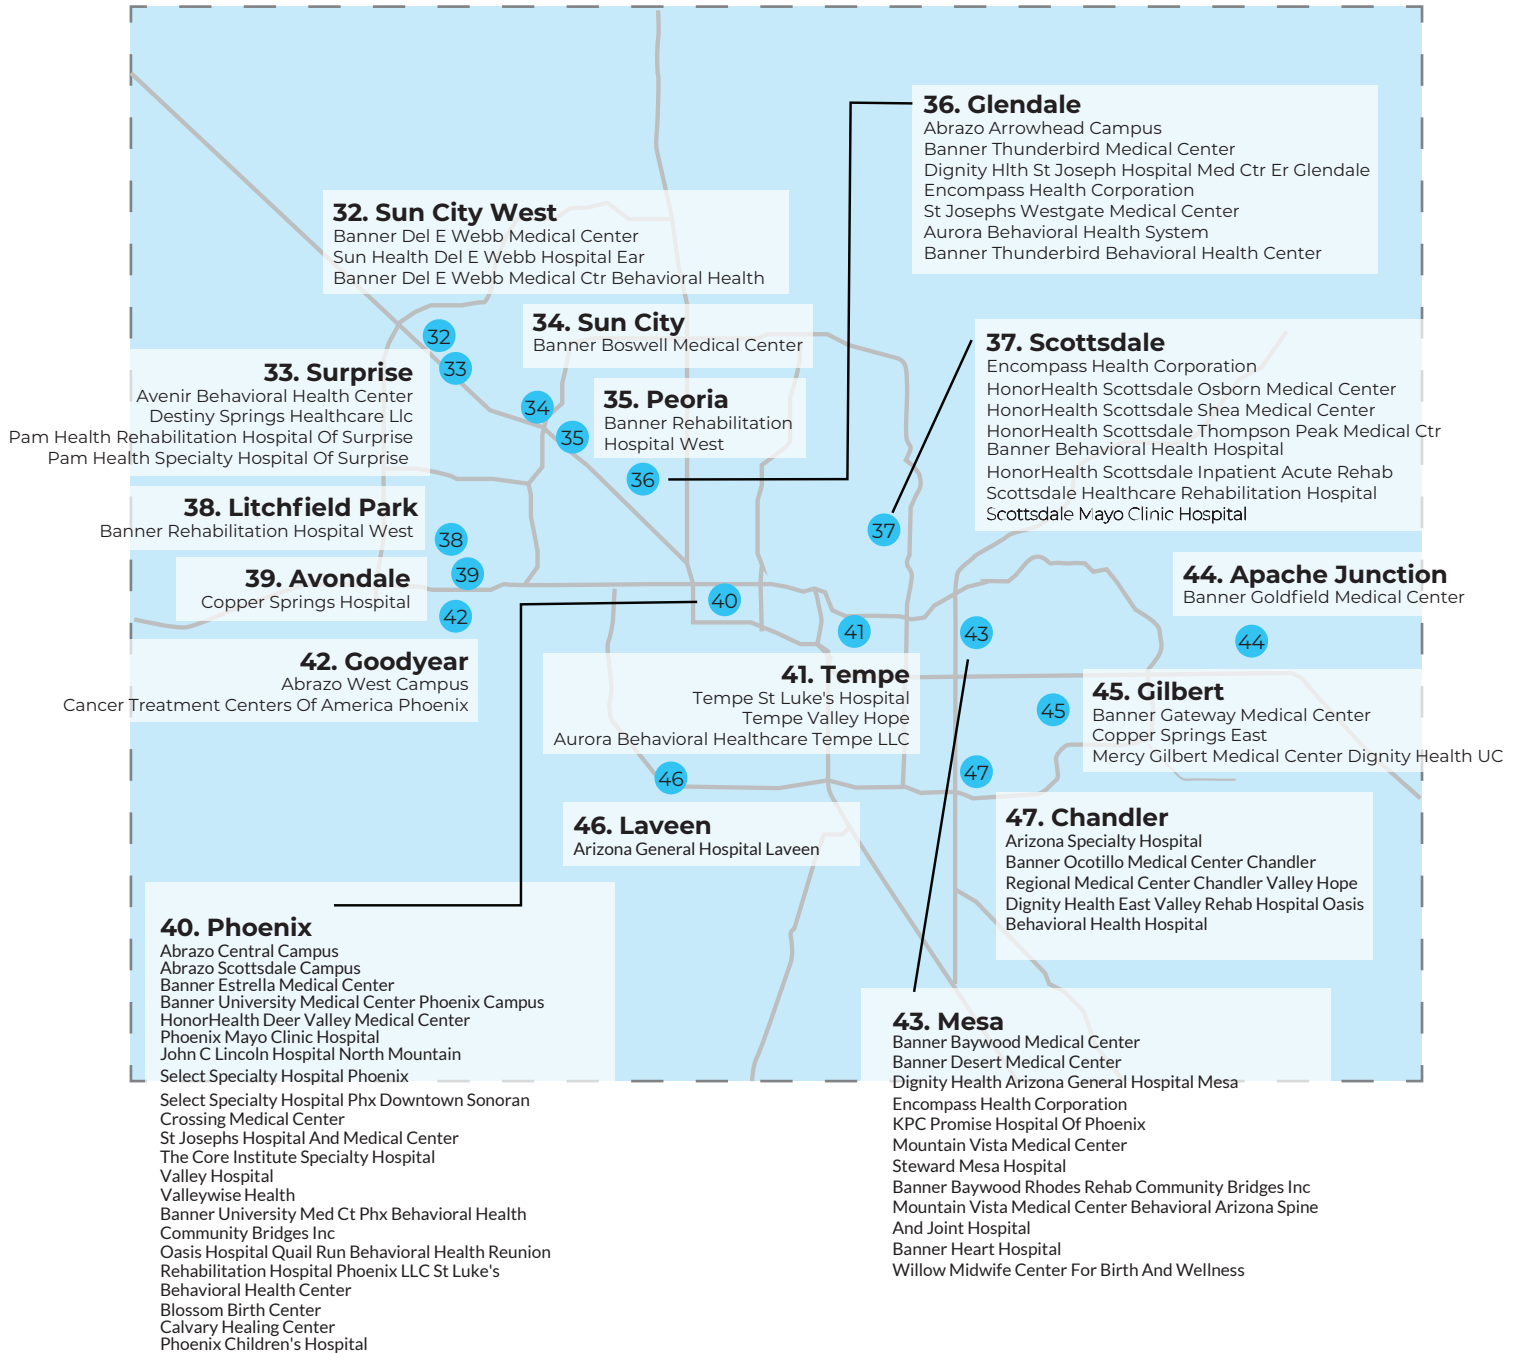 36. Glendale
Abrazo Arrowhead Campus
Banner Thunderbird Medical Center
Dignity Hlth St Joseph Hospital Med Ctr Er Glendale
Encompass Health Corporation
St Josephs Westgate Medical Center
Aurora Behavioral Health System
Banner Thunderbird Behavioral Health Center
32. Sun City West
Banner Del E Webb Medical Center
Sun Health Del E Webb Hospital Ear
Banner Del E Webb Medical Ctr Behavioral Health
34. Sun City
Banner Boswell Medical Center
37. Scottsdale
Encompass Health Corporation
HonorHealth Scottsdale Osborn Medical Center
HonorHealth Scottsdale Shea Medical Center
HonorHealth Scottsdale Thompson Peak Medical Ctr
Banner Behavioral Health Hospital
HonorHealth Scottsdale Inpatient Acute Rehab
Scottsdale Healthcare Rehabilitation Hospital
Scottsdale Mayo Clinic Hospital
32
33
33. Surprise
Avenir Behavioral Health Center
Destiny Springs Healthcare Llc
Pam Health Rehabilitation Hospital Of Surprise
Pam Health Specialty Hospital Of Surprise
34
35
35. Peoria
Banner Rehabilitation
Hospital West
36
37
38. Litchfield Park
Banner Rehabilitation Hospital West
38
39
39. Avondale
Copper Springs Hospital
42
40
41
43
44. Apache Junction
Banner Goldfield Medical Center
44
42. Goodyear
Abrazo West Campus
Cancer Treatment Centers Of America Phoenix
41. Tempe
Tempe St Luke's Hospital
Tempe Valley Hope
Aurora Behavioral Healthcare Tempe LLC
45
45. Gilbert
Banner Gateway Medical Center
Copper Springs East
Mercy Gilbert Medical Center Dignity Health UC
46
47
46. Laveen
Arizona General Hospital Laveen
47. Chandler
Arizona Specialty Hospital
Banner Ocotillo Medical Center Chandler
Regional Medical Center Chandler Valley Hope
Dignity Health East Valley Rehab Hospital Oasis
Behavioral Health Hospital
40. Phoenix
Abrazo Central Campus
Abrazo Scottsdale Campus
Banner Estrella Medical Center
Banner University Medical Center Phoenix Campus
HonorHealth Deer Valley Medical Center
Phoenix Mayo Clinic Hospital
John C Lincoln Hospital North Mountain
Select Specialty Hospital Phoenix
Select Specialty Hospital Phx Downtown Sonoran
Crossing Medical Center
St Josephs Hospital And Medical Center
The Core Institute Specialty Hospital
Valley Hospital
Valleywise Health
Banner University Med Ct Phx Behavioral Health
Community Bridges Inc
Oasis Hospital Quail Run Behavioral Health Reunion
Rehabilitation Hospital Phoenix LLC St Luke's
Behavioral Health Center
Blossom Birth Center
Calvary Healing Center
Phoenix Children's Hospital
43. Mesa
Banner Baywood Medical Center
Banner Desert Medical Center
Dignity Health Arizona General Hospital Mesa
Encompass Health Corporation
KPC Promise Hospital Of Phoenix
Mountain Vista Medical Center
Steward Mesa Hospital
Banner Baywood Rhodes Rehab Community Bridges Inc
Mountain Vista Medical Center Behavioral Arizona Spine
And Joint Hospital
Banner Heart Hospital
Willow Midwife Center For Birth And Wellness